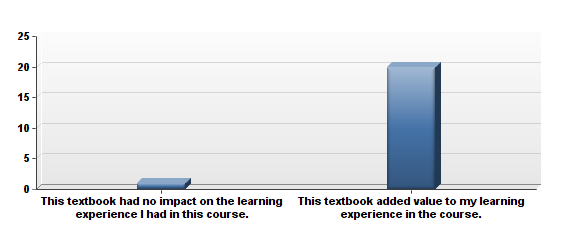 25
20
15
10
5
0
This textbook had no impact on the learning
experience I had in this course.
This textbook added value to my learning
experience in the course.